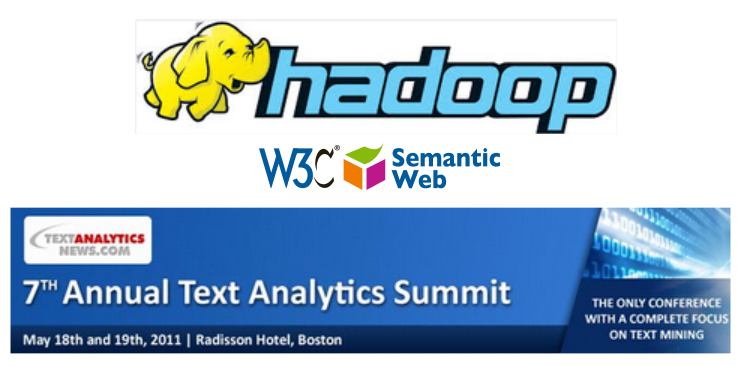 hadoop
W3C® Semantic
Web
TEXTANALYTICS
NEWS.COM
7TH Annual Text Analytics Summit
May 18th and 19th, 2011 | Radisson Hotel, Boston
THE ONLY CONFERENCE
WITH A COMPLETE FOCUS
ON TEXT MINING